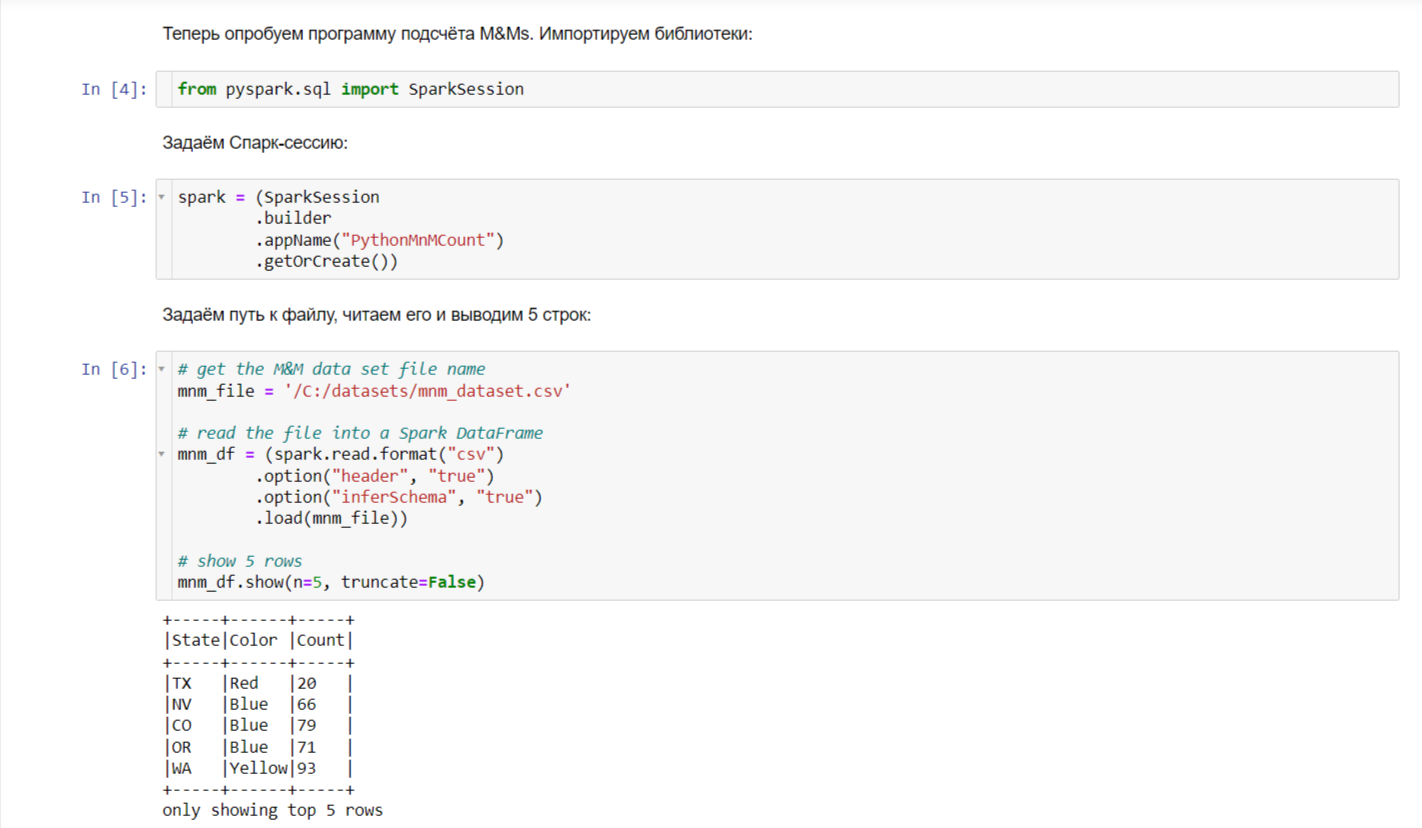 Теперь опробуем программу подсчёта M&Ms. Импортируем библиотеки:
In [4]: from pyspark.sql import SparkSession
Задаём Спарк-сессию:
In [5]: spark = (SparkSession
        .builder
        .appName("PythonMnMCount")
        .getOrCreate())
Задаём путь к файлу, читаем его и выводим 5 строк:
In [6]: # get the M&M data set file name
mnm_file = '/C:/datasets/mnm_dataset.csv'
# read the file into a Spark DataFrame
mnm_df = (spark.read.format("csv")
        .option("header", "true")
        .option("inferSchema", "true")
        .load(mnm_file))
# show 5 rows
mnm_df.show(n=5, truncate=False)
+-----+------+-----+
|State|Color |Count|
+-----+------+-----+
|TX   |Red   |20   |
|NV   |Blue  |66   |
|CO   |Blue  |79   |
|OR   |Blue  |71   |
|WA   |Yellow|93   |
+-----+------+-----+
only showing top 5 rows